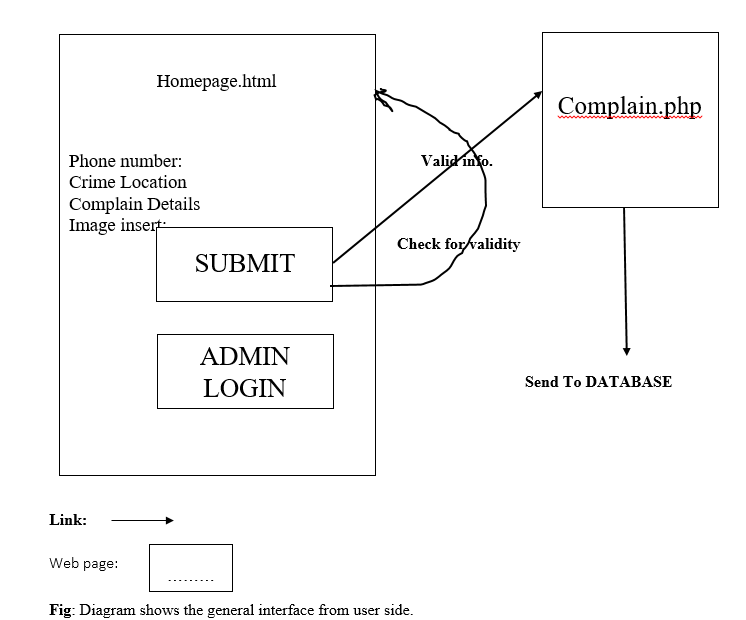 Homepage.html
Complain.php
Phone number:
Crime Location
Complain Details
Image insert:
Valid info.
Check for validity
SUBMIT
ADMIN
LOGIN
Send To DATABASE
Link:
Web page:
.........
Fig: Diagram shows the general interface from user side.